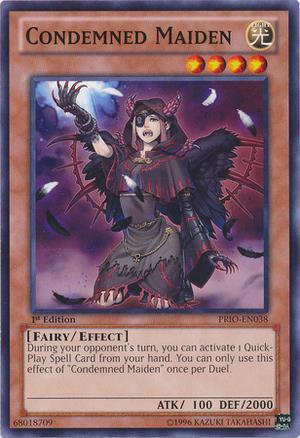 CONDEMNED MAIDEN
LIGHT
光
1st Edition
PRIO-EN038
[FAIRY/EFFECT]
During your opponent's turn, you can activate 1 Quick-
Play Spell Card from your hand. You can only use this
effect of "Condemned Maiden" once per Duel.
ATK/ 100 DEF/2000
68018709
©1996 KAZUKI TAKAHASHI